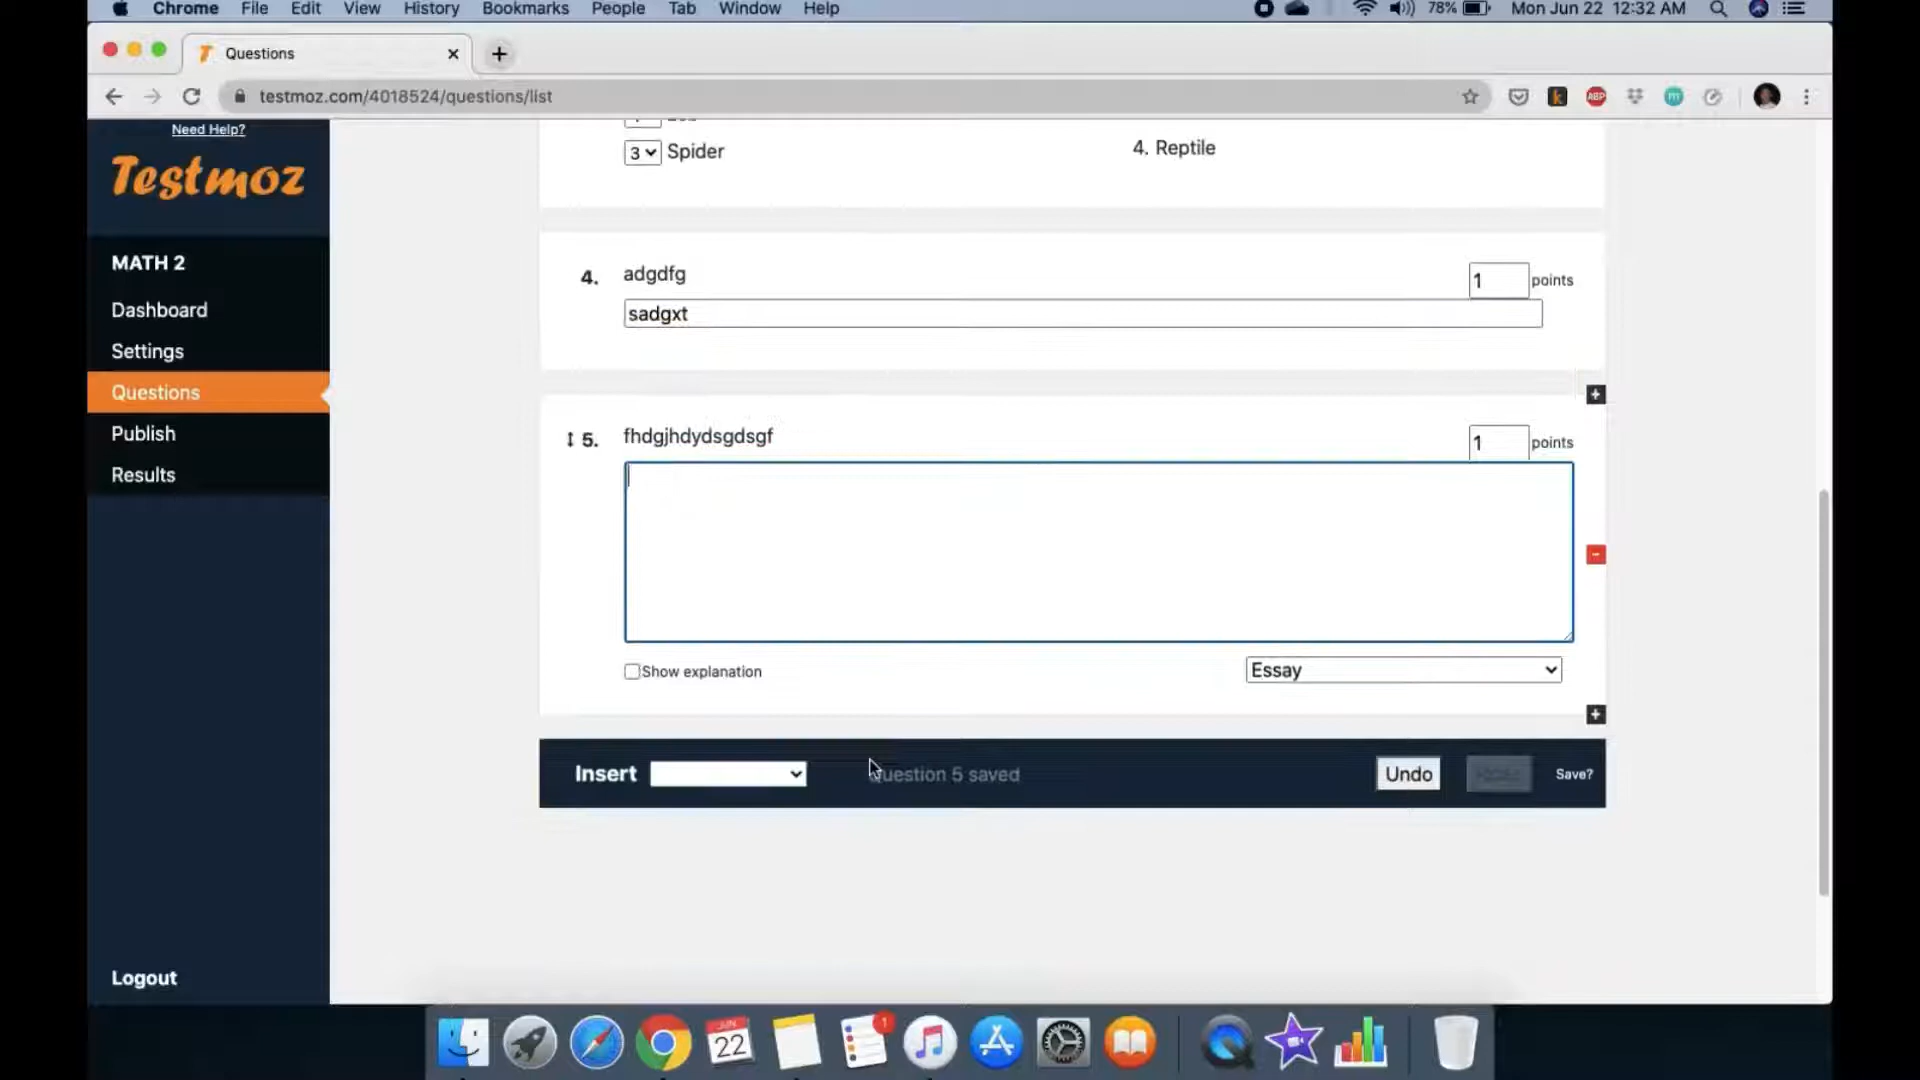 Chrome File Edit View History Bookmarks People Tab Window Help 78% Mon Jun 22 12:32 AM
Questions
testmoz.com/4018524/questions/list
ABP
Need Help?
Testmoz
3 Spider
4. Reptile
MATH 2
Dashboard
Settings
Questions
Publish
Results
4. adgdfg 1 points
sadgxt
5. fhdgjhdydsgdsgf 1 points
Show explanation Essay
Insert Question 5 saved Undo Save?
Logout
JUN
22
1